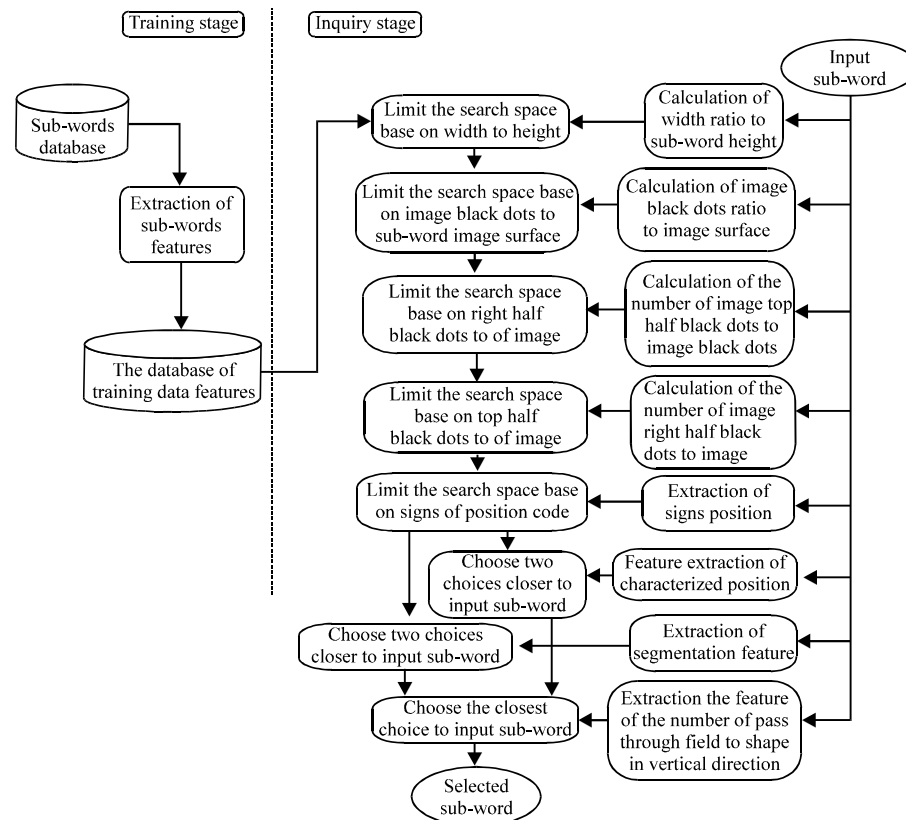 Training stage
Inquiry stage
Input
sub-word
Sub-words
database
Extraction of
sub-words
features
The database of
training data features
Limit the search space
base on width to height
Calculation of
width ratio to
sub-word height
Limit the search space base
on image black dots to
sub-word image surface
Calculation of image
black dots ratio
to image surface
Limit the search space
base on right half
black dots to of image
Calculation of the
number of image top
half black dots to
image black dots
Limit the search space
base on top half
black dots to of image
Calculation of the
number of image
right half black
dots to image
Limit the search space base
on signs of position code
Extraction of
signs position
Choose two
choices closer to
input sub-word
Feature extraction of
characterized position
Choose two choices
closer to input sub-word
Extraction of
segmentation feature
Choose the closest
choice to input sub-word
Extraction the feature
of the number of pass
through field to shape
in vertical direction
Selected
sub-word